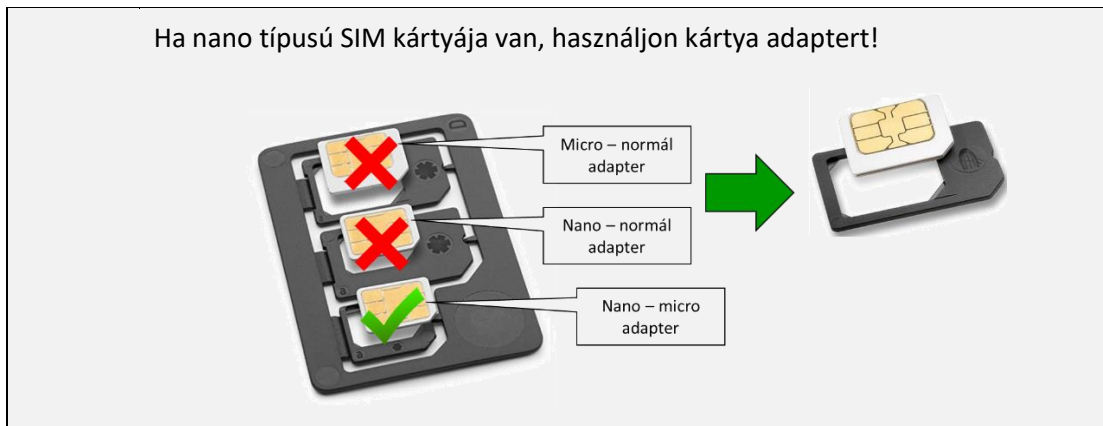 Ha nano típusú SIM kártyája van, használjon kártya adaptert!
Micro – normál
adapter
Nano – normál
adapter
Nano – micro
adapter